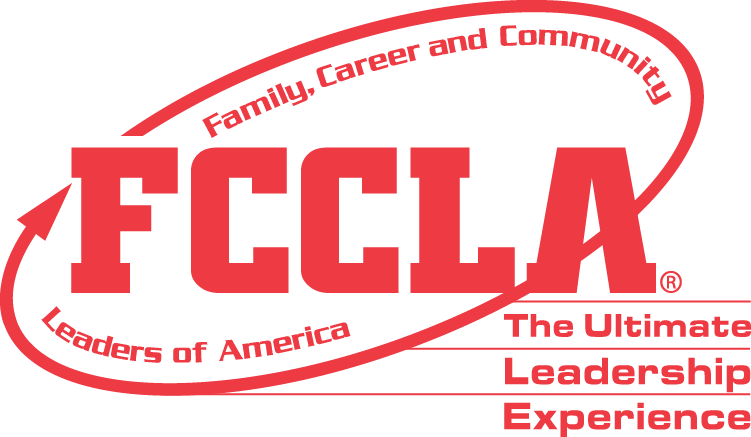 Family, Career and Community
FCCLA®
Leaders of America
The Ultimate
Leadership
Experience